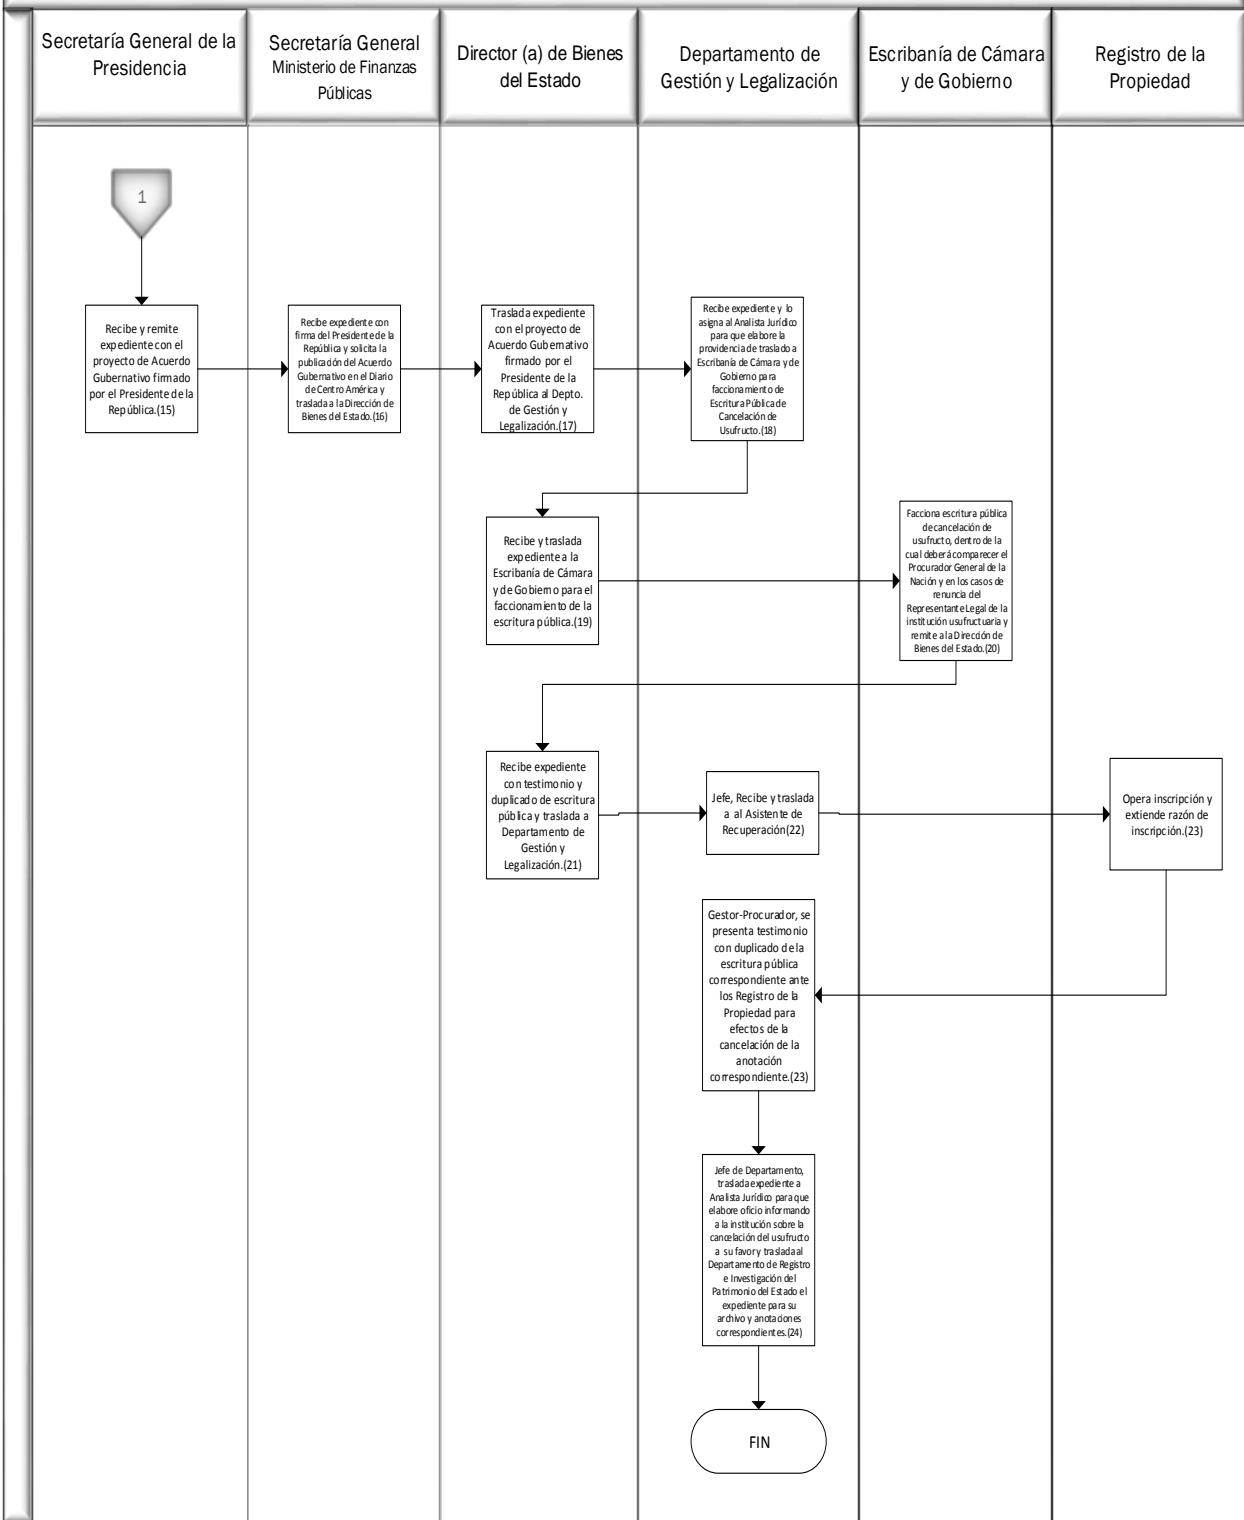 Secretaría General de la
Presidencia
Secretaría General
Ministerio de Finanzas
Públicas
Director (a) de Bienes
del Estado
Departamento de
Gestión y Legalización
Escribanía de Cámara
y de Gobierno
Registro de la
Propiedad
1
Recibe y remite
expediente con el
proyecto de Acuerdo
Gubernativo firmado
por el Presidente de la
República.(15)
Recibe expediente con
firma del Presidente de la
República y solicita la
publicación del Acuerdo
Gubernativo en el Diario
de Centro América y
traslada a la Dirección de
Bienes del Estado.(16)
Traslada expediente
con el proyecto de
Acuerdo Gubernativo
firmado por el
Presidente de la
República al Depto.
de Gestión y
Legalización.(17)
Recibe expediente y lo
asigna al Analista Jurídico
para que elabore la
providencia de traslado a
Escribanía de Cámara y de
Gobierno para
faccionamiento de
Escritura Pública de
Cancelación de
Usufructo.(18)
Recibe y traslada
expediente a la
Escribanía de Cámara
y de Gobierno para el
faccionamiento de la
escritura pública.(19)
Facciona escritura pública
de cancelación de
usufructo, dentro de la
cual deberá comparecer el
Procurador General de la
Nación y en los casos de
renuncia del
Representante Legal de la
institución usufructuaria y
remite a la Dirección de
Bienes del Estado.(20)
Recibe expediente
con testimonio y
duplicado de escritura
pública y traslada a
Departamento de
Gestión y
Legalización.(21)
Jefe, Recibe y traslada
a al Asistente de
Recuperación(22)
Opera inscripción y
extiende razón de
inscripción.(23)
Gestor-Procurador, se
presenta testimonio
con duplicado de la
escritura pública
correspondiente ante
los Registro de la
Propiedad para
efectos de la
cancelación de la
anotación
correspondiente.(23)
Jefe de Departamento,
traslada expediente a
Analista Jurídico para que
elabore oficio informando
a la institución sobre la
cancelación del usufructo
a su favor y traslada al
Departamento de Registro
e Investigación del
Patrimonio del Estado el
expediente para su
archivo y anotaciones
correspondientes.(24)
FIN